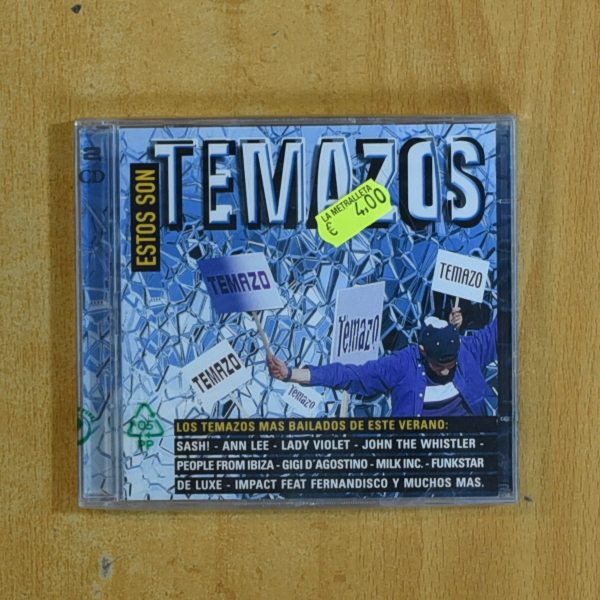 2
CD
ESTOS SON
TEMAZOS
LA METRALLETA
€ 4,00
TEMAZO
TEMAZO
Temazo
TEMAZO
Temazo
05
PP
LOS TEMAZOS MAS BAILADOS DE ESTE VERANO:
SASH! - ANN LEE - LADY VIOLET - JOHN THE WHISTLER -
PEOPLE FROM IBIZA - GIGI D´AGOSTINO - MILK INC. - FUNKSTAR
DE LUXE - IMPACT FEAT FERNANDISCO Y MUCHOS MAS.